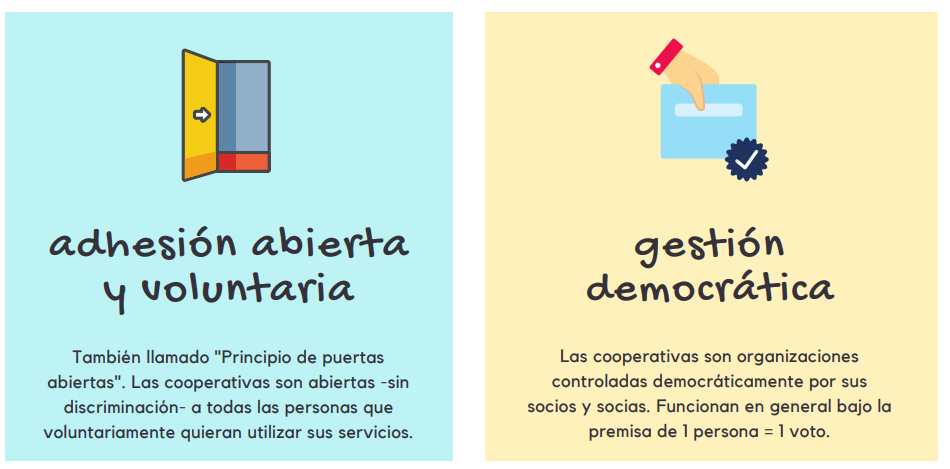 adhesión abierta
y voluntaria
También llamado "Principio de puertas
abiertas". Las cooperativas son abiertas -sin
discriminación- a todas las personas que
voluntariamente quieran utilizar sus servicios.
gestión
democrática
Las cooperativas son organizaciones
controladas democráticamente por sus
socios y socias. Funcionan en general bajo la
premisa de 1 persona = 1 voto.